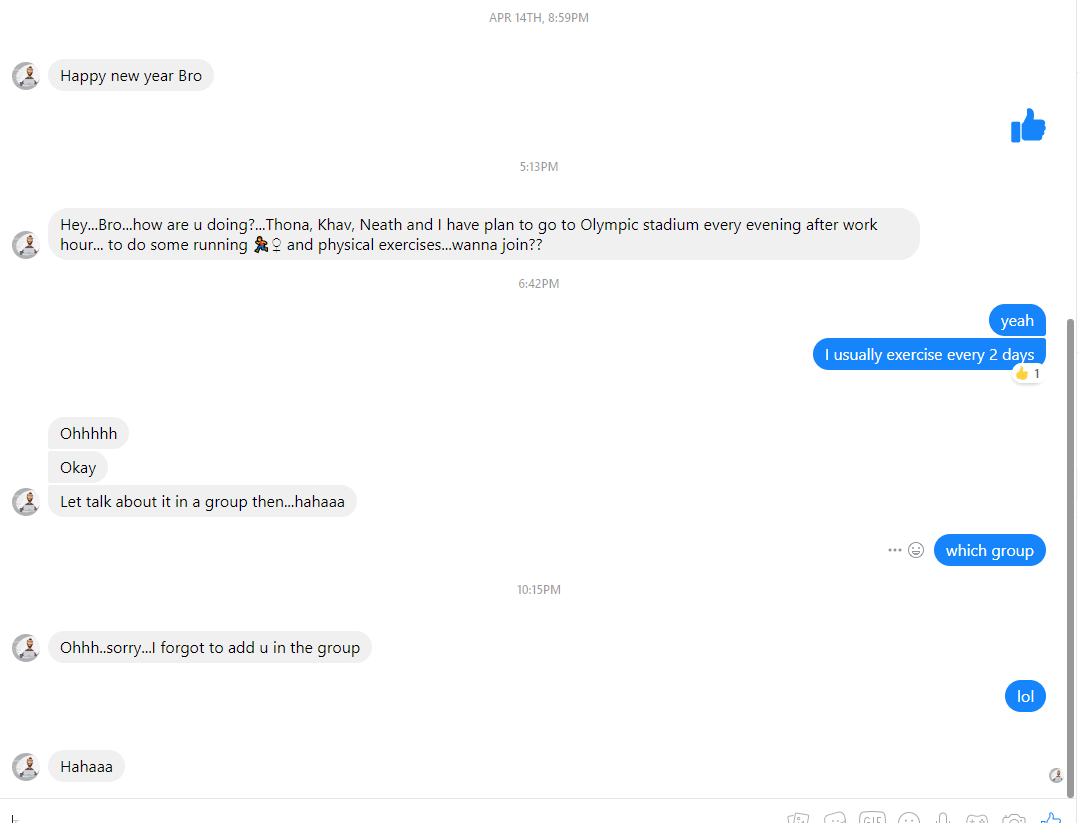 APR 14TH, 8:59PM
Happy new year Bro
5:13PM
Hey...Bro...how are u doing?...Thona, Khav, Neath and I have plan to go to Olympic stadium every evening after work
hour... to do some running 🏃🏾‍♀ and physical exercises...wanna join??
6:42PM
yeah
I usually exercise every 2 days
1
Ohhhhh
Okay
Let talk about it in a group then...hahaaa
which group
10:15PM
Ohhh..sorry...I forgot to add u in the group
lol
Hahaaa
GIF